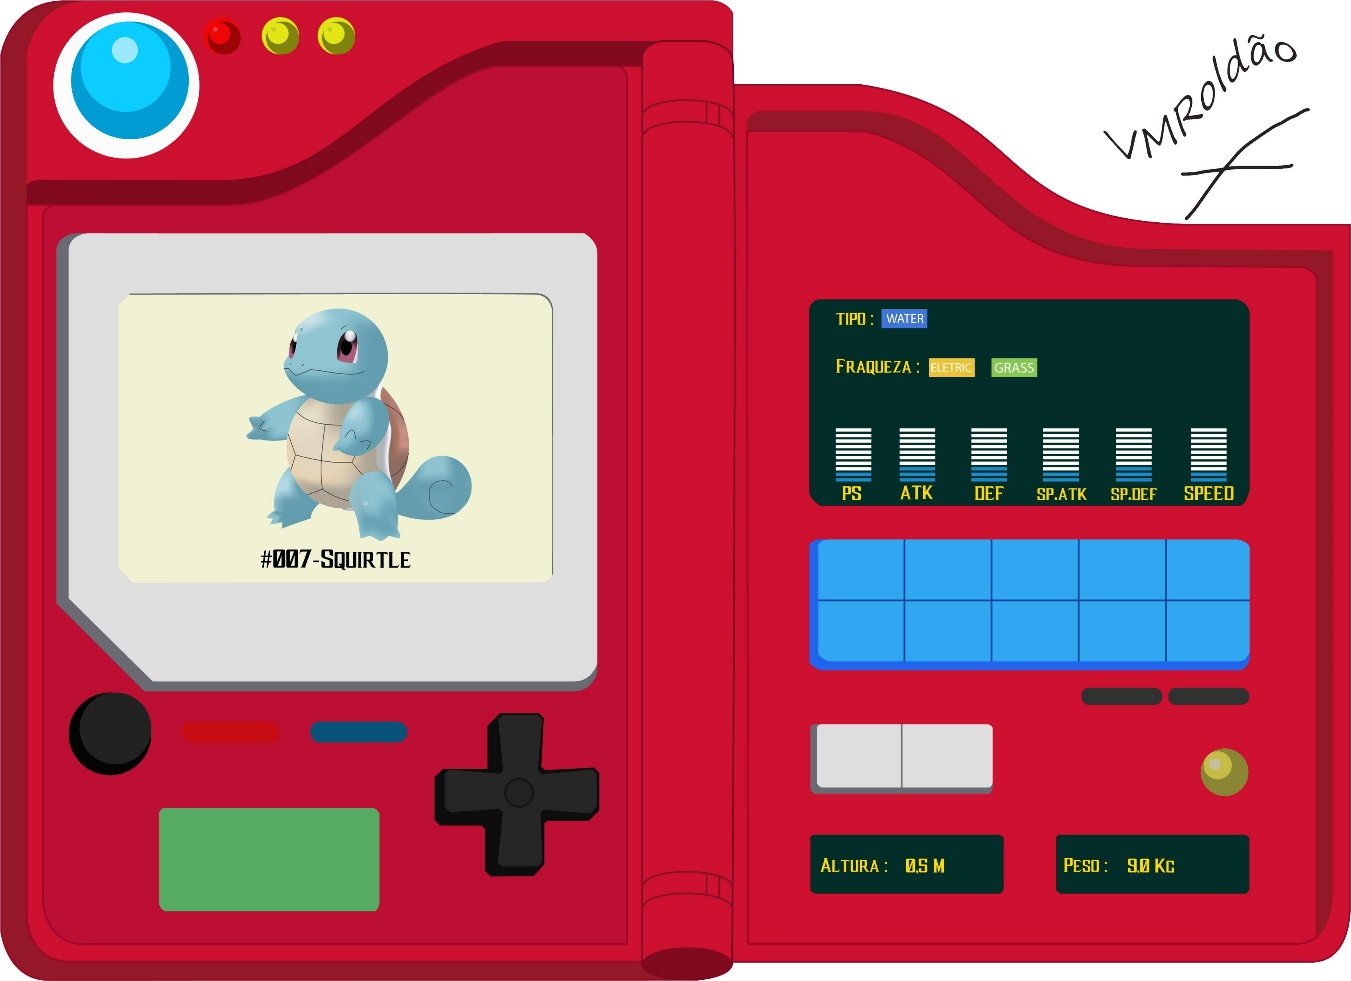 VMRoldão
#007-Squirtle
Tipo : WATER
Fraqueza : ELETRIC GRASS
PS ATK DEF SP.ATK SP.DEF SPEED
Altura : 0,5 M
Peso : 9.0 Kg